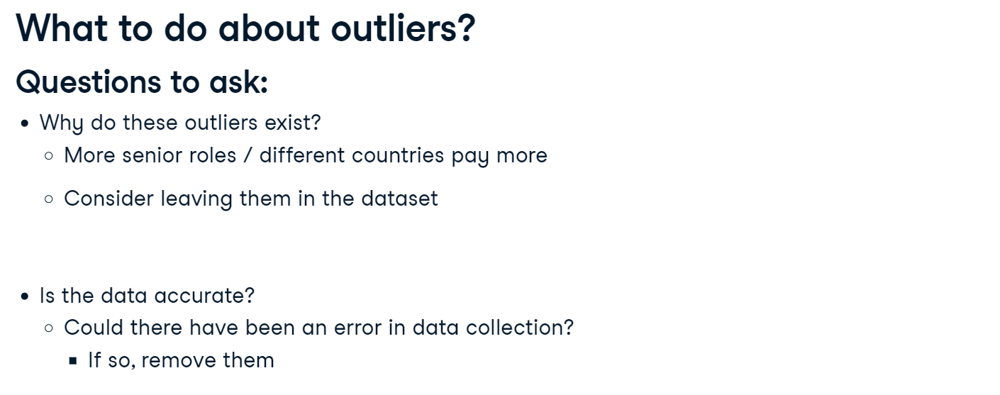 What to do about outliers?
Questions to ask:
• Why do these outliers exist?
○ More senior roles / different countries pay more
○ Consider leaving them in the dataset
• Is the data accurate?
○ Could there have been an error in data collection?
▪ If so, remove them